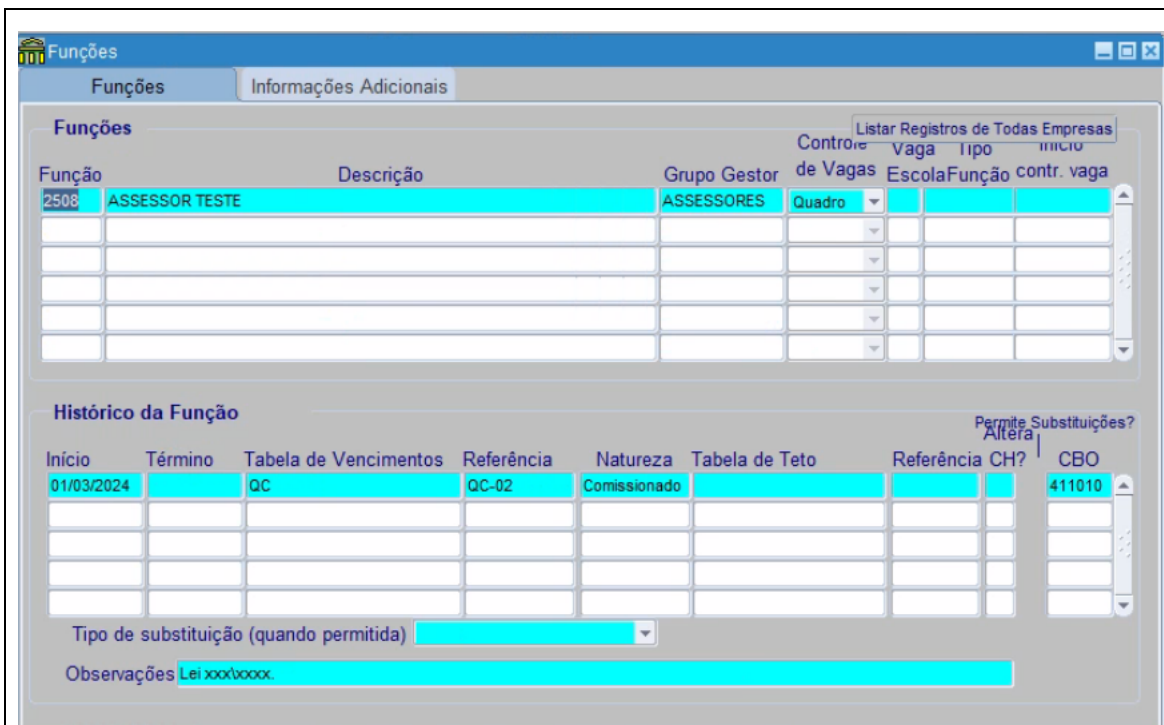 Funções
Funções Informações Adicionais
Funções
Listar Registros de Todas Empresas
Função Descrição Grupo Gestor Controle de Vagas Vaga Escola Tipo Função Início contr. vaga
2508 ASSESSOR TESTE ASSESSORES Quadro
Histórico da Função
Permite Substituições?
Início Término Tabela de Vencimentos Referência Natureza Tabela de Teto Referência Altera CH? CBO
01/03/2024 QC QC-02 Comissionado 411010
Tipo de substituição (quando permitida)
Observações Lei xxx\xxxx.